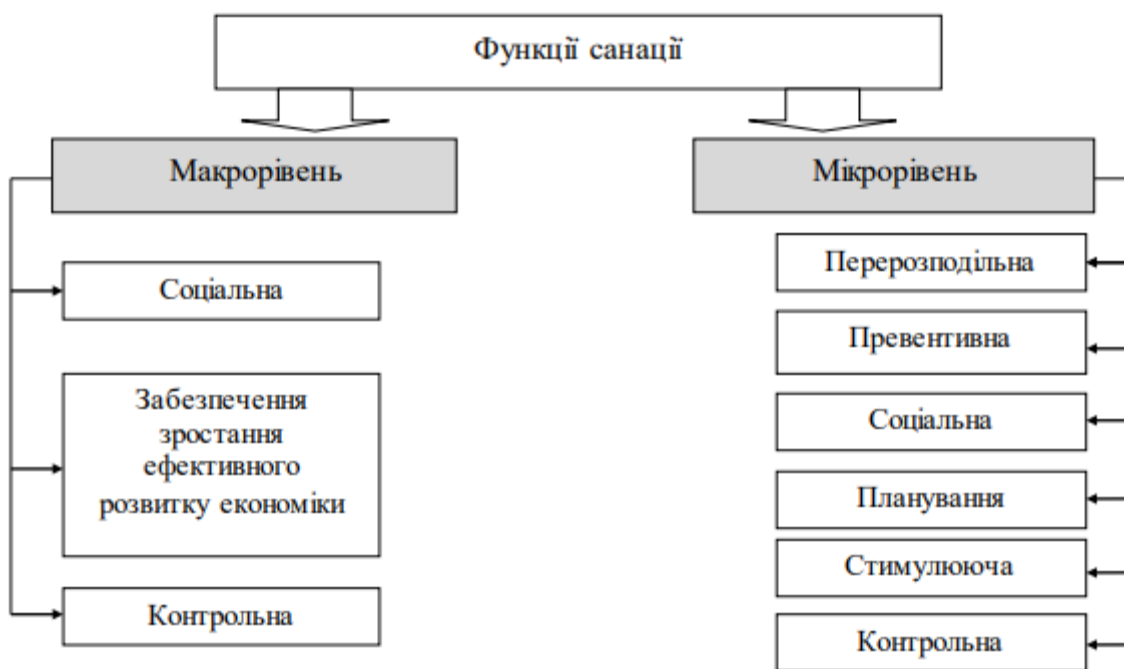 Функції санації
Макрорівень
Соціальна
Забезпечення
зростання
ефективного
розвитку економіки
Контрольна
Мікрорівень
Перерозподільна
Превентивна
Соціальна
Планування
Стимулююча
Контрольна